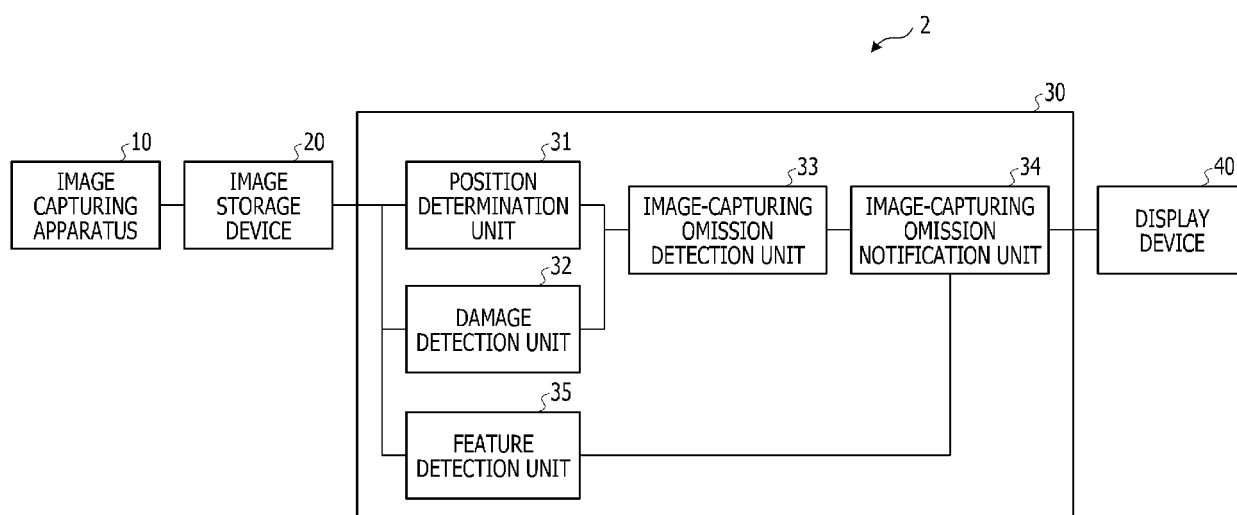 2
30
10
IMAGE
CAPTURING
APPARATUS
20
IMAGE
STORAGE
DEVICE
31
POSITION
DETERMINATION
UNIT
33
IMAGE-CAPTURING
OMISSION
DETECTION UNIT
34
IMAGE-CAPTURING
OMISSION
NOTIFICATION UNIT
40
DISPLAY
DEVICE
32
DAMAGE
DETECTION UNIT
35
FEATURE
DETECTION UNIT